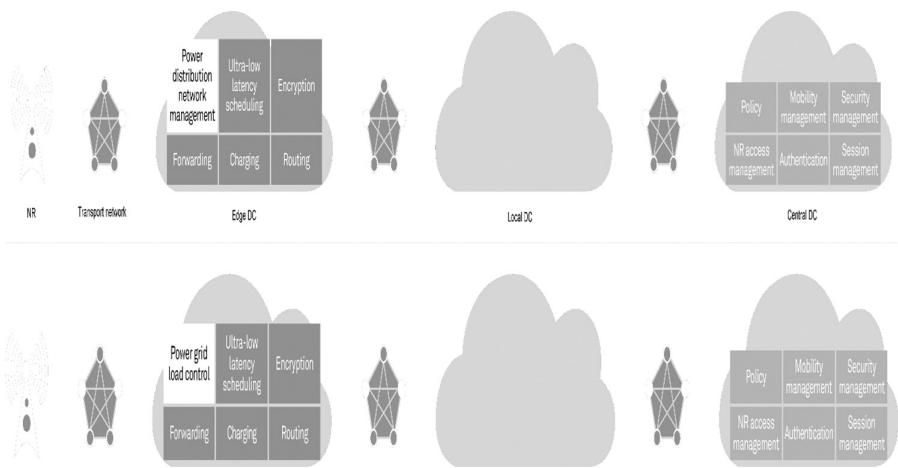 Power
distribution
network
management
Ultra-low
latency
scheduling
Encryption
Forwarding
Charging
Routing
Policy
Mobility
management
Security
management
NR access
management
Authentication
Session
management
NR
Transport network
Edge DC
Local DC
Central DC
Power grid
load control
Ultra-low
latency
scheduling
Encryption
Forwarding
Charging
Routing
Policy
Mobility
management
Security
management
NR access
management
Authentication
Session
management